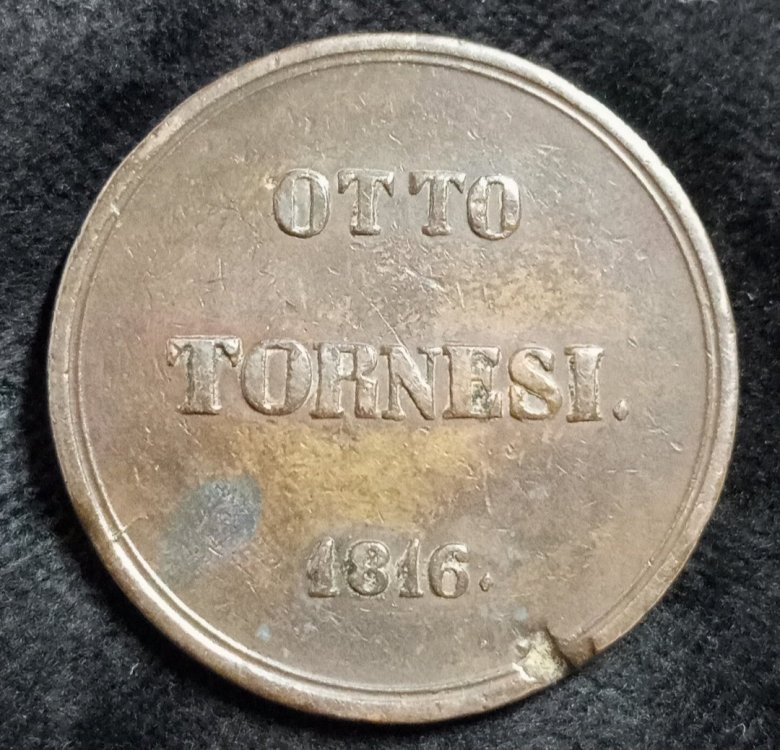 OTTO
TORNESI.
1816.